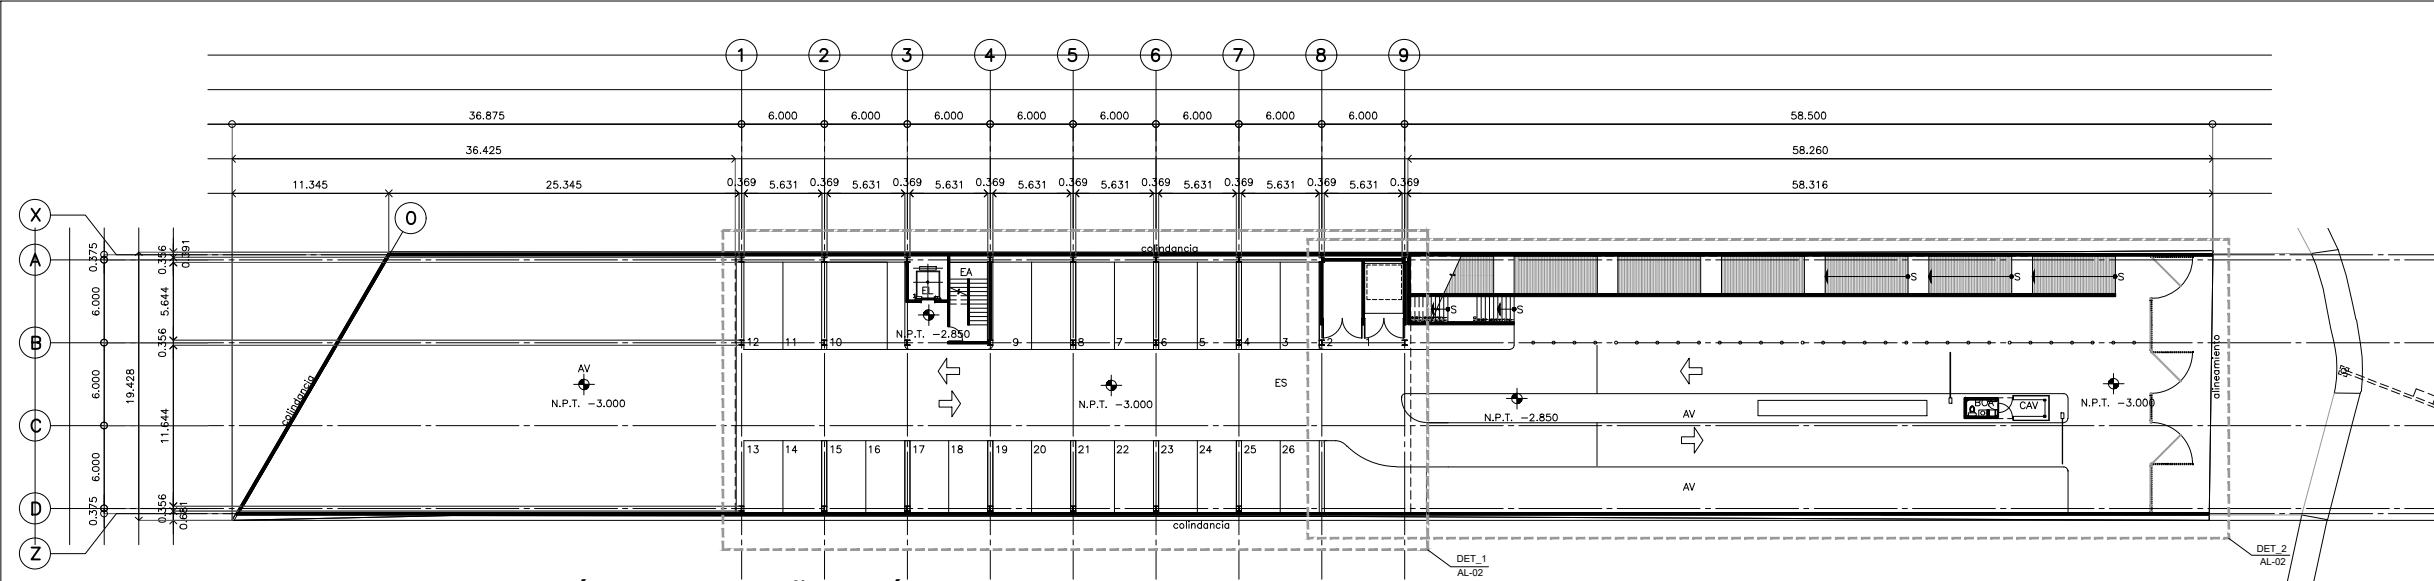 1 2 3 4 5 6 7 8 9
36.875 6.000 6.000 6.000 6.000 6.000 6.000 6.000 6.000 58.500
36.425 58.260
11.345 25.345 0.369 5.631 0.369 5.631 0.369 5.631 0.369 5.631 0.369 5.631 0.369 5.631 0.369 5.631 0.369 5.631 0.369 58.316
X
O
A
B
C
D
Z
0.375 6.000 6.000 6.000 0.375
19.428
0.356 5.644 0.356 11.644 0.356
0.391
0.681
colindancia
colindancia
colindancia
alineamiento
EL
EA
N.P.T. -2.850
S S S
S S
12 11 10 9 8 7 6 5 4 3 2 1
AV
N.P.T. -3.000
N.P.T. -3.000
ES
N.P.T. -2.850
AV
BOA
CAV
N.P.T. -3.000
13 14 15 16 17 18 19 20 21 22 23 24 25 26
AV
DET_1
AL-02
DET_2
AL-02